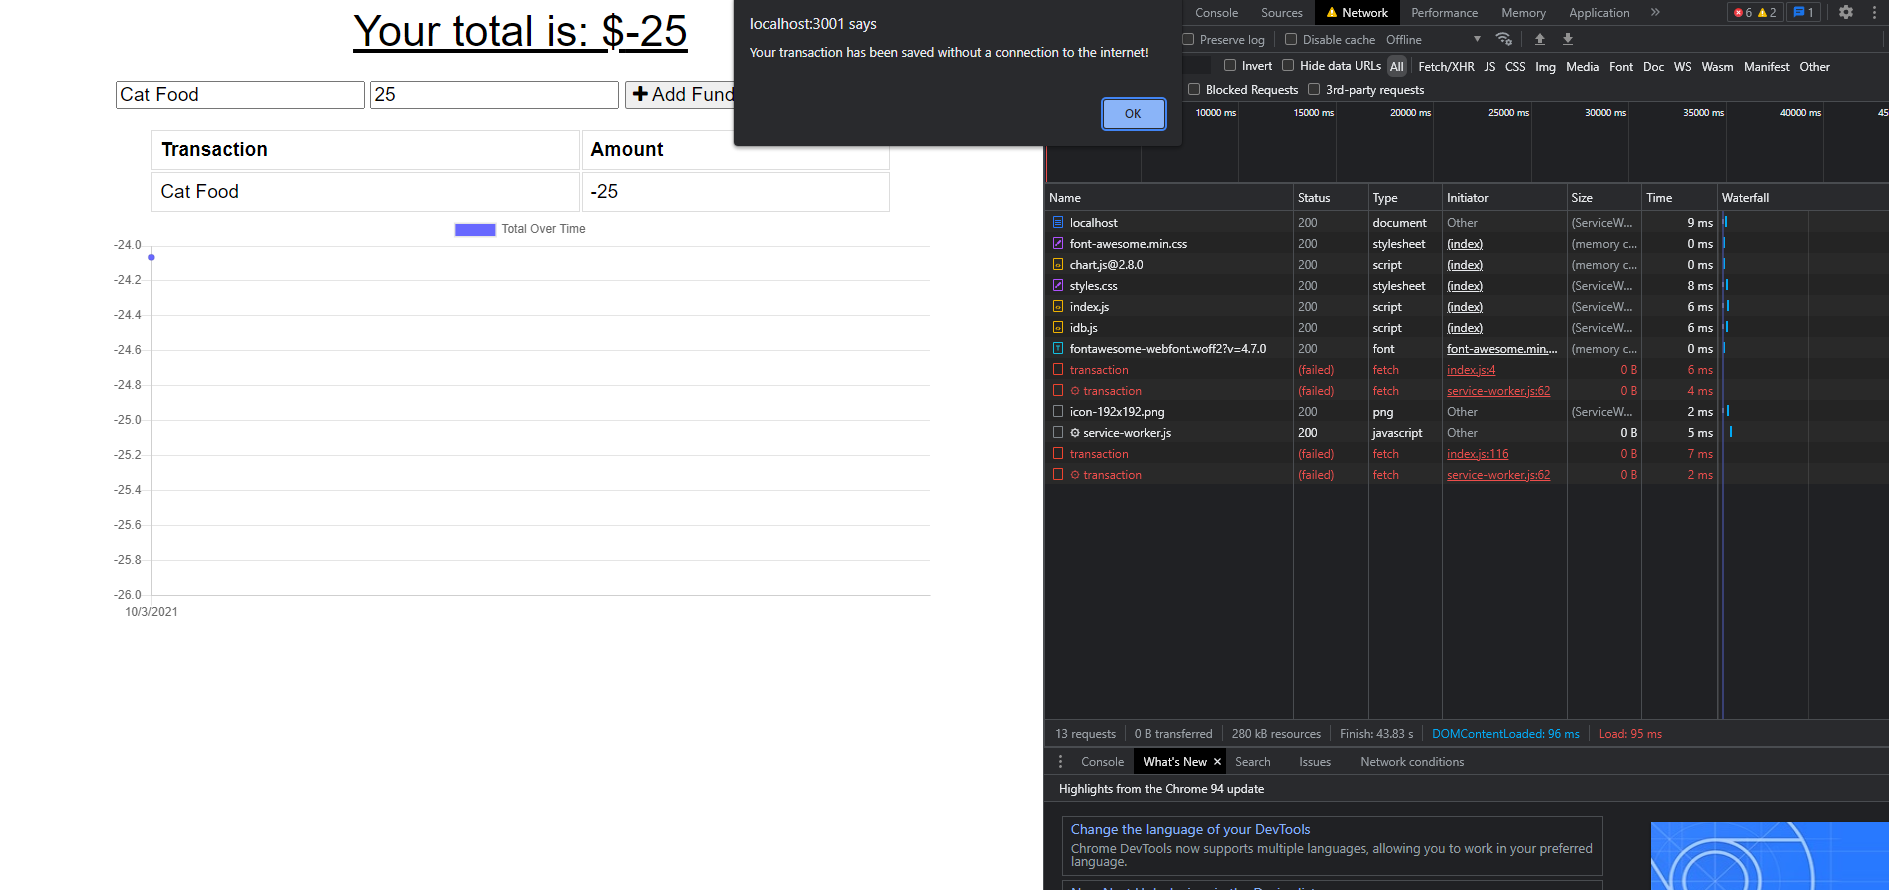 Your total is: $-25
Cat Food
25
Add Fund
Transaction Amount
Cat Food -25
Total Over Time
-24.0
-24.2
-24.4
-24.6
-24.8
-25.0
-25.2
-25.4
-25.6
-25.8
-26.0
10/3/2021
localhost:3001 says
Your transaction has been saved without a connection to the internet!
OK
Console Sources Network Performance Memory Application » 6 2 1
Preserve log Disable cache Offline
Invert Hide data URLs All Fetch/XHR JS CSS Img Media Font Doc WS Wasm Manifest Other
Blocked Requests 3rd-party requests
10000 ms 15000 ms 20000 ms 25000 ms 30000 ms 35000 ms 40000 ms 45
Name Status Type Initiator Size Time Waterfall
localhost 200 document Other (ServiceW... 9 ms
font-awesome.min.css 200 stylesheet (index) (memory c... 0 ms
chart.js@2.8.0 200 script (index) (memory c... 0 ms
styles.css 200 stylesheet (index) (ServiceW... 8 ms
index.js 200 script (index) (ServiceW... 6 ms
idb.js 200 script (index) (ServiceW... 6 ms
fontawesome-webfont.woff2?v=4.7.0 200 font font-awesome.min.... (memory c... 0 ms
transaction (failed) fetch index.js:4 0 B 6 ms
transaction (failed) fetch service-worker.js:62 0 B 4 ms
icon-192x192.png 200 png Other (ServiceW... 2 ms
service-worker.js 200 javascript Other 0 B 5 ms
transaction (failed) fetch index.js:116 0 B 7 ms
transaction (failed) fetch service-worker.js:62 0 B 2 ms
13 requests 0 B transferred 280 kB resources Finish: 43.83 s DOMContentLoaded: 96 ms Load: 95 ms
Console What's New × Search Issues Network conditions
Highlights from the Chrome 94 update
Change the language of your DevTools
Chrome DevTools now supports multiple languages, allowing you to work in your preferred
language.